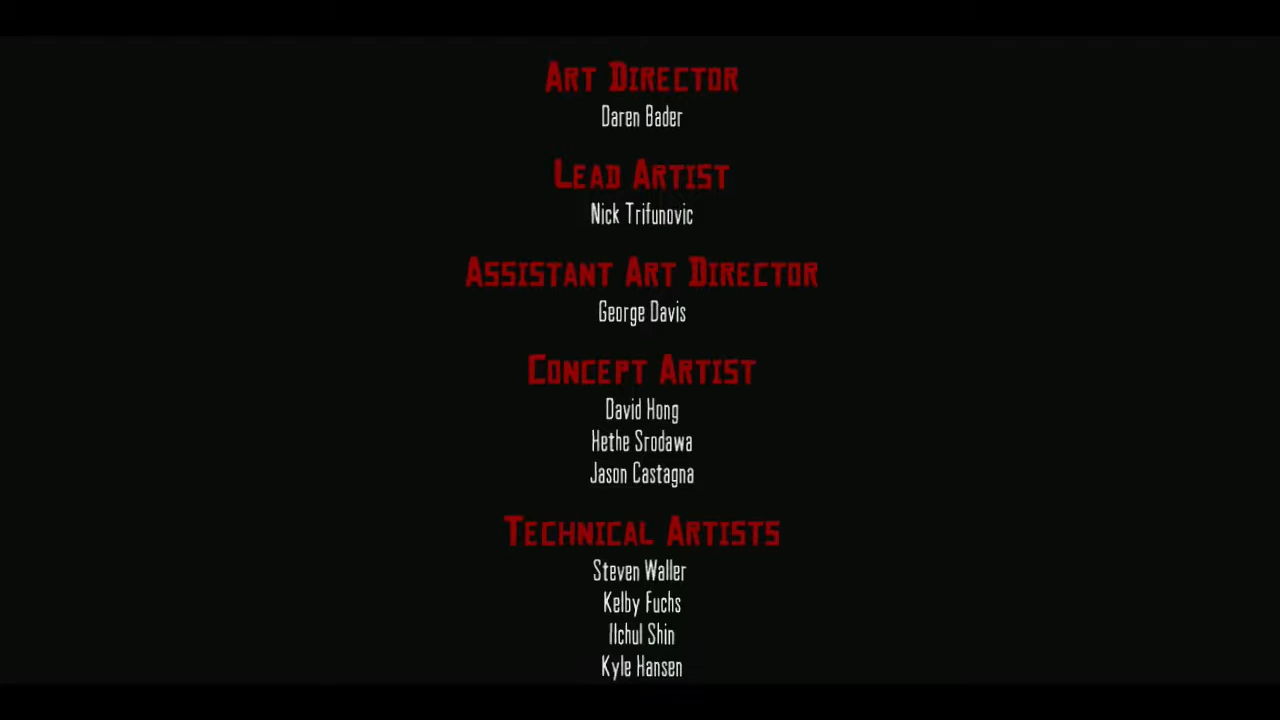 Art Director
Daren Bader
Lead Artist
Nick Trifunovic
Assistant Art Director
George Davis
Concept Artist
David Hong
Hethe Srodawa
Jason Castagna
Technical Artists
Steven Waller
Kelby Fuchs
Ilchul Shin
Kyle Hansen